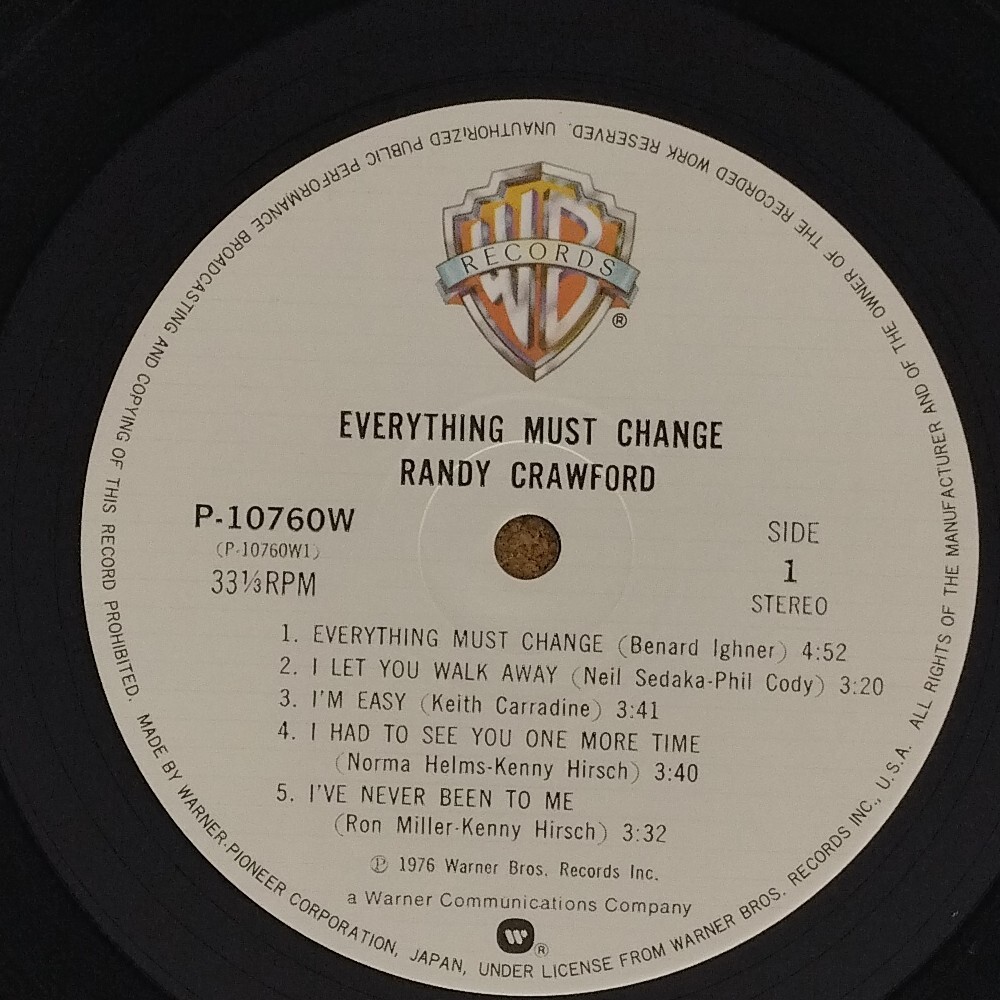 WB
RECORDS
®
EVERYTHING MUST CHANGE
RANDY CRAWFORD
P-10760W
(P-10760W1)
33⅓RPM
SIDE
1
STEREO
1. EVERYTHING MUST CHANGE (Benard Ighner) 4:52
2. I LET YOU WALK AWAY (Neil Sedaka-Phil Cody) 3:20
3. I'M EASY (Keith Carradine) 3:41
4. I HAD TO SEE YOU ONE MORE TIME
(Norma Helms-Kenny Hirsch) 3:40
5. I'VE NEVER BEEN TO ME
(Ron Miller-Kenny Hirsch) 3:32
℗ 1976 Warner Bros. Records Inc.
a Warner Communications Company
W ®
MADE BY WARNER-PIONEER CORPORATION, JAPAN, UNDER LICENSE FROM WARNER BROS. RECORDS INC., U.S.A. ALL RIGHTS OF THE MANUFACTURER AND OF THE OWNER OF THE RECORDED WORK RESERVED. UNAUTHORIZED PUBLIC PERFORMANCE BROADCASTING AND COPYING OF THIS RECORD PROHIBITED.